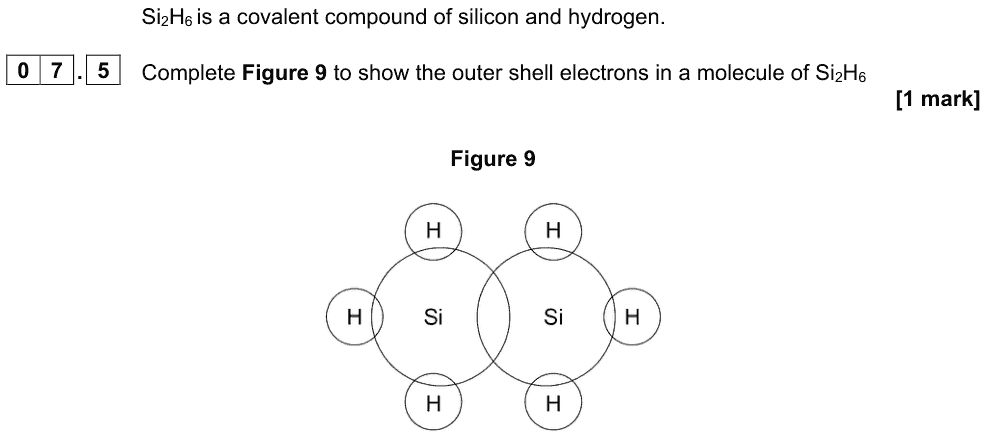 Si₂H₆ is a covalent compound of silicon and hydrogen.
0 7 . 5 Complete Figure 9 to show the outer shell electrons in a molecule of Si₂H₆
[1 mark]
Figure 9
H H
H Si Si H
H H